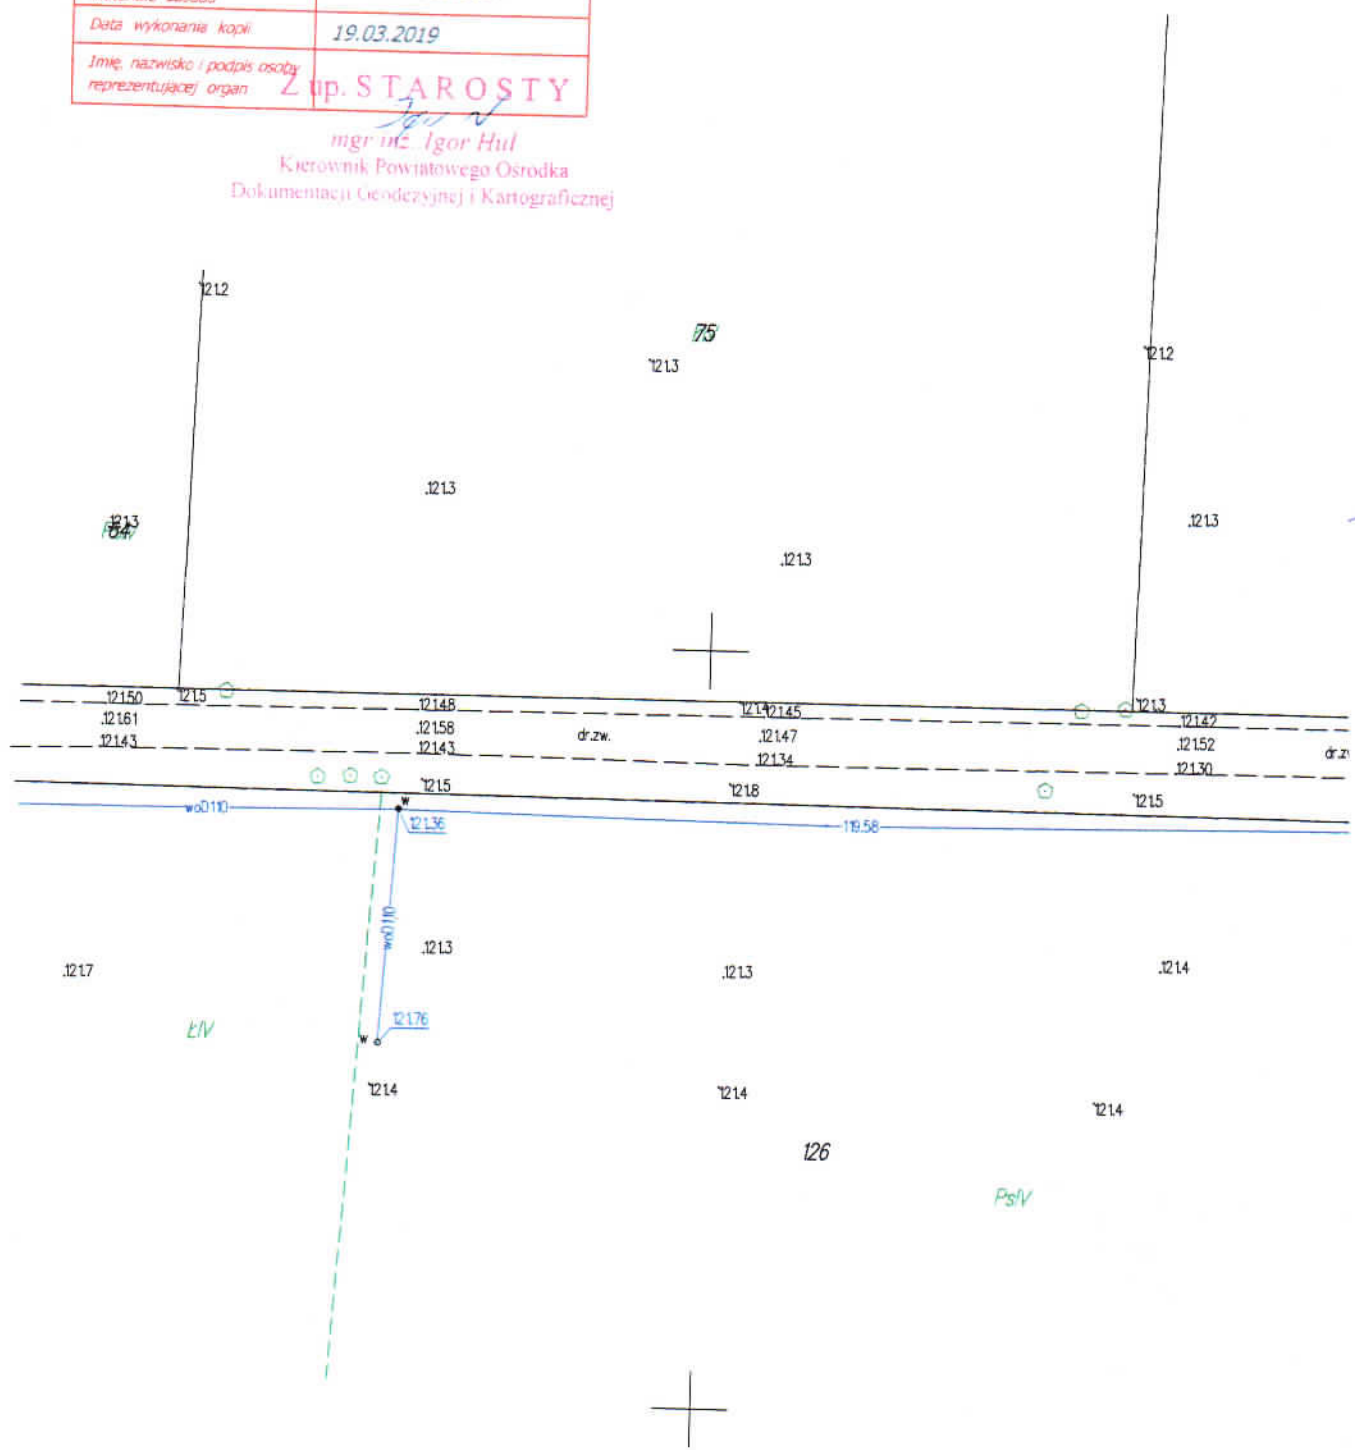 Data wykonania kopii 19.03.2019
Imię, nazwisko i podpis osoby
reprezentującej organ
Z up. STAROSTY
mgr inż. Igor Hul
Kierownik Powiatowego Ośrodka
Dokumentacji Geodezyjnej i Kartograficznej
121.2
75
121.3
121.2
.121.3
121.3
54
.121.3
.121.3
121.50 121.5 121.48 121.4 121.45 121.3 121.42
.121.61 .121.58 dr.zw. .121.47 .121.52
121.43 121.43 121.34 121.30
121.5 121.8 121.5
woD110 w
121.36 119.58
woD110
.121.7 .121.3 .121.3 .121.4
ŁIV
121.76
w
121.4 121.4 121.4
126
PsIV